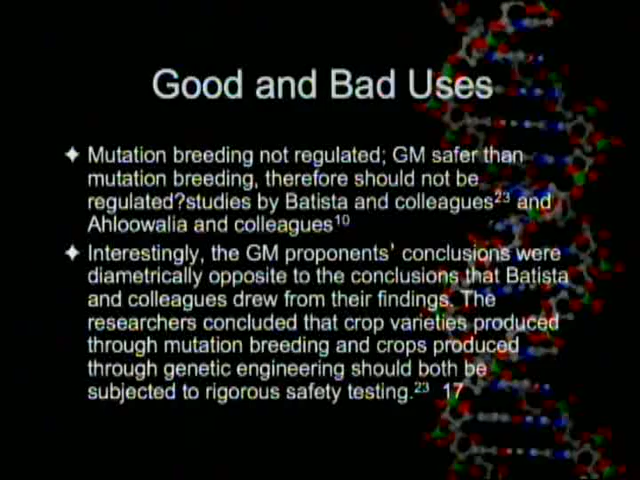 Good and Bad Uses
Mutation breeding not regulated; GM safer than
mutation breeding, therefore should not be
regulated?studies by Batista and colleagues²³ and
Ahloowalia and colleagues¹⁰
Interestingly, the GM proponents' conclusions were
diametrically opposite to the conclusions that Batista
and colleagues drew from their findings. The
researchers concluded that crop varieties produced
through mutation breeding and crops produced
through genetic engineering should both be
subjected to rigorous safety testing.²³ 17